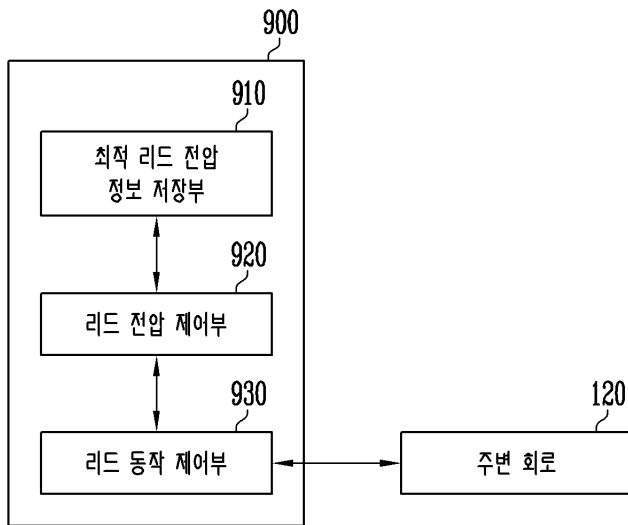 900
910
최적 리드 전압
정보 저장부
920
리드 전압 제어부
930
리드 동작 제어부
120
주변 회로